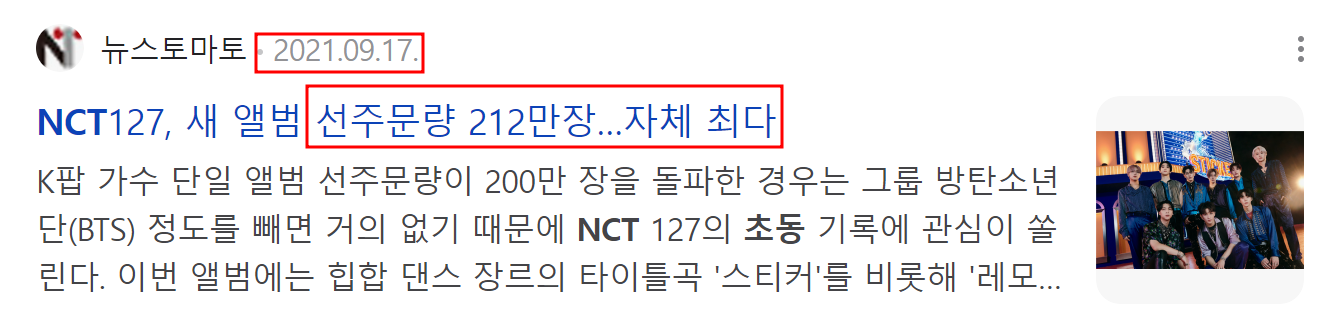 뉴스토마토 · 2021.09.17.
NCT127, 새 앨범 선주문량 212만장...자체 최다
K팝 가수 단일 앨범 선주문량이 200만 장을 돌파한 경우는 그룹 방탄소년
단(BTS) 정도를 빼면 거의 없기 때문에 NCT 127의 초동 기록에 관심이 쏠
린다. 이번 앨범에는 힙합 댄스 장르의 타이틀곡 '스티커'를 비롯해 '레모...